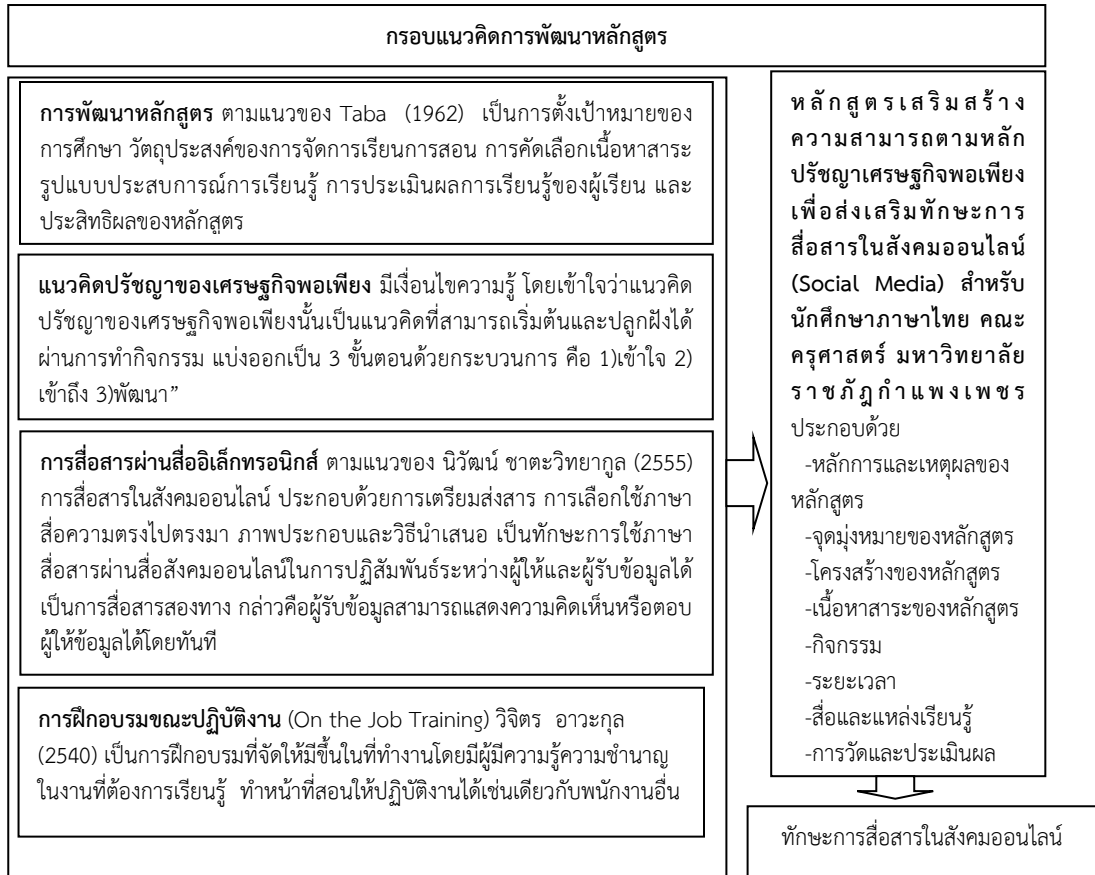 กรอบแนวคิดการพัฒนาหลักสูตร
การพัฒนาหลักสูตร ตามแนวของ Taba (1962) เป็นการตั้งเป้าหมายของ
การศึกษา วัตถุประสงค์ของการจัดการเรียนการสอน การคัดเลือกเนื้อหาสาระ
รูปแบบประสบการณ์การเรียนรู้ การประเมินผลการเรียนรู้ของผู้เรียน และ
ประสิทธิผลของหลักสูตร
แนวคิดปรัชญาของเศรษฐกิจพอเพียง มีเงื่อนไขความรู้ โดยเข้าใจว่าแนวคิด
ปรัชญาของเศรษฐกิจพอเพียงนั้นเป็นแนวคิดที่สามารถเริ่มต้นและปลูกฝังได้
ผ่านการทำกิจกรรม แบ่งออกเป็น 3 ขั้นตอนด้วยกระบวนการ คือ 1)เข้าใจ 2)
เข้าถึง 3)พัฒนา”
การสื่อสารผ่านสื่ออิเล็กทรอนิกส์ ตามแนวของ นิวัฒน์ ชาตะวิทยากูล (2555)
การสื่อสารในสังคมออนไลน์ ประกอบด้วยการเตรียมส่งสาร การเลือกใช้ภาษา
สื่อความตรงไปตรงมา ภาพประกอบและวิธีนำเสนอ เป็นทักษะการใช้ภาษา
สื่อสารผ่านสื่อสังคมออนไลน์ในการปฏิสัมพันธ์ระหว่างผู้ให้และผู้รับข้อมูลได้
เป็นการสื่อสารสองทาง กล่าวคือผู้รับข้อมูลสามารถแสดงความคิดเห็นหรือตอบ
ผู้ให้ข้อมูลได้โดยทันที
การฝึกอบรมขณะปฏิบัติงาน (On the Job Training) วิจิตร อาวะกุล
(2540) เป็นการฝึกอบรมที่จัดให้มีขึ้นในที่ทำงานโดยมีผู้มีความรู้ความชำนาญ
ในงานที่ต้องการเรียนรู้ ทำหน้าที่สอนให้ปฏิบัติงานได้เช่นเดียวกับพนักงานอื่น
หลักสูตรเสริมสร้าง
ความสามารถตามหลัก
ปรัชญาเศรษฐกิจพอเพียง
เพื่อส่งเสริมทักษะการ
สื่อสารในสังคมออนไลน์
(Social Media) สำหรับ
นักศึกษาภาษาไทย คณะ
ครุศาสตร์ มหาวิทยาลัย
ราชภัฎกำแพงเพชร
ประกอบด้วย
-หลักการและเหตุผลของ
หลักสูตร
-จุดมุ่งหมายของหลักสูตร
-โครงสร้างของหลักสูตร
-เนื้อหาสาระของหลักสูตร
-กิจกรรม
-ระยะเวลา
-สื่อและแหล่งเรียนรู้
-การวัดและประเมินผล
ทักษะการสื่อสารในสังคมออนไลน์